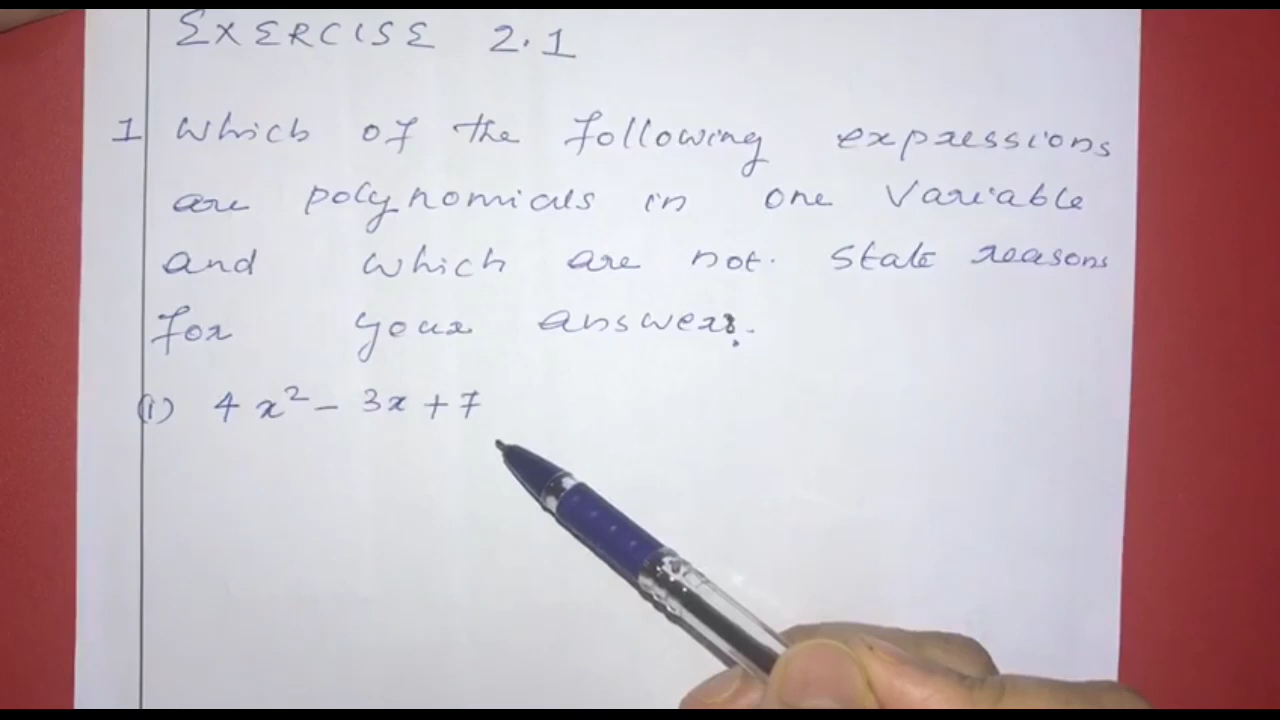 EXERCISE 2.1
1 Which of the following expressions
are polynomials in one variable
and which are not. State reasons
for your answer.
(i) 4x² - 3x + 7